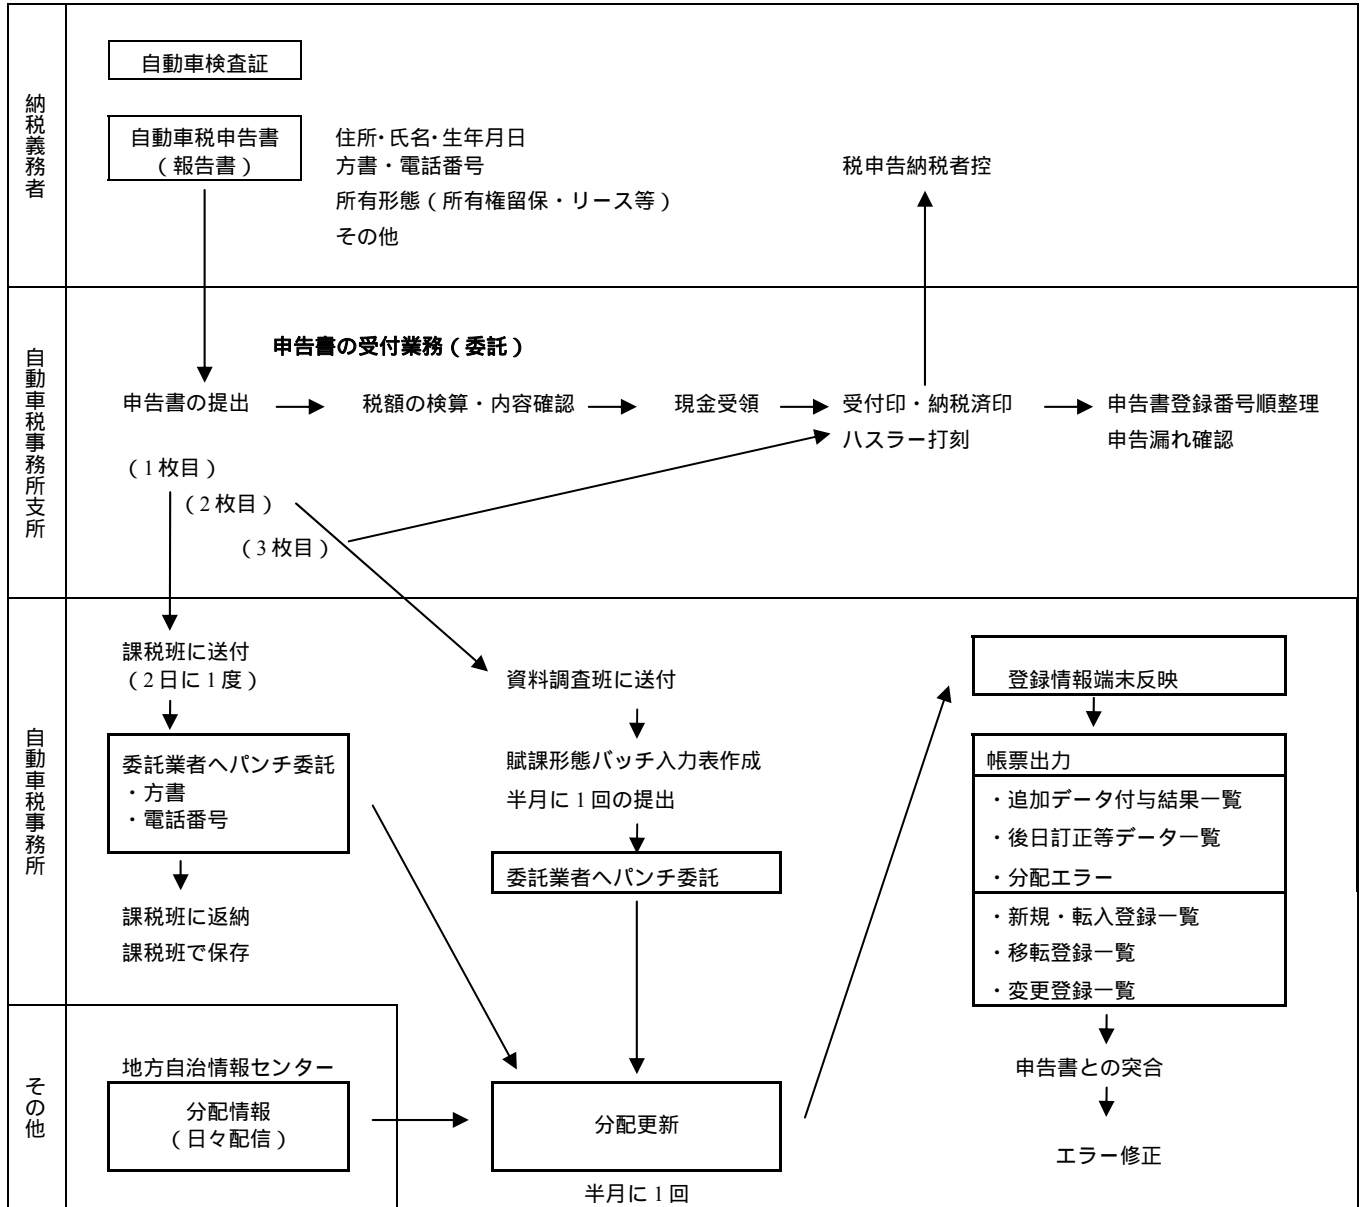 納税義務者
自動車検査証
自動車税申告書
（報告書）
住所・氏名・生年月日
方書・電話番号
所有形態（所有権留保・リース等）
その他
税申告納税者控
自動車税事務所支所
申告書の受付業務（委託）
申告書の提出
税額の検算・内容確認
現金受領
受付印・納税済印
ハスラー打刻
申告書登録番号順整理
申告漏れ確認
（1枚目）
（2枚目）
（3枚目）
自動車税事務所
課税班に送付
（2日に1度）
委託業者へパンチ委託
・方書
・電話番号
課税班に返納
課税班で保存
資料調査班に送付
賦課形態バッチ入力表作成
半月に1回の提出
委託業者へパンチ委託
登録情報端末反映
帳票出力
・追加データ付与結果一覧
・後日訂正等データ一覧
・分配エラー
・新規・転入登録一覧
・移転登録一覧
・変更登録一覧
申告書との突合
エラー修正
その他
地方自治情報センター
分配情報
（日々配信）
分配更新
半月に1回